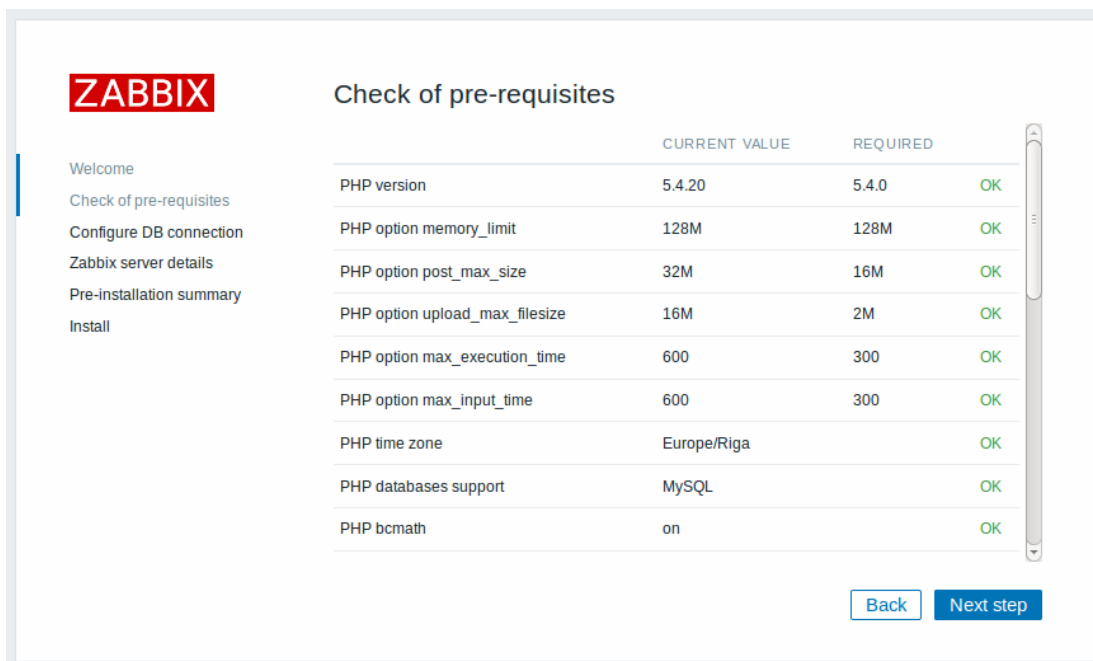 ZABBIX
Check of pre-requisites
CURRENT VALUE REQUIRED
Welcome
Check of pre-requisites
Configure DB connection
Zabbix server details
Pre-installation summary
Install
PHP version 5.4.20 5.4.0 OK
PHP option memory_limit 128M 128M OK
PHP option post_max_size 32M 16M OK
PHP option upload_max_filesize 16M 2M OK
PHP option max_execution_time 600 300 OK
PHP option max_input_time 600 300 OK
PHP time zone Europe/Riga OK
PHP databases support MySQL OK
PHP bcmath on OK
Back Next step